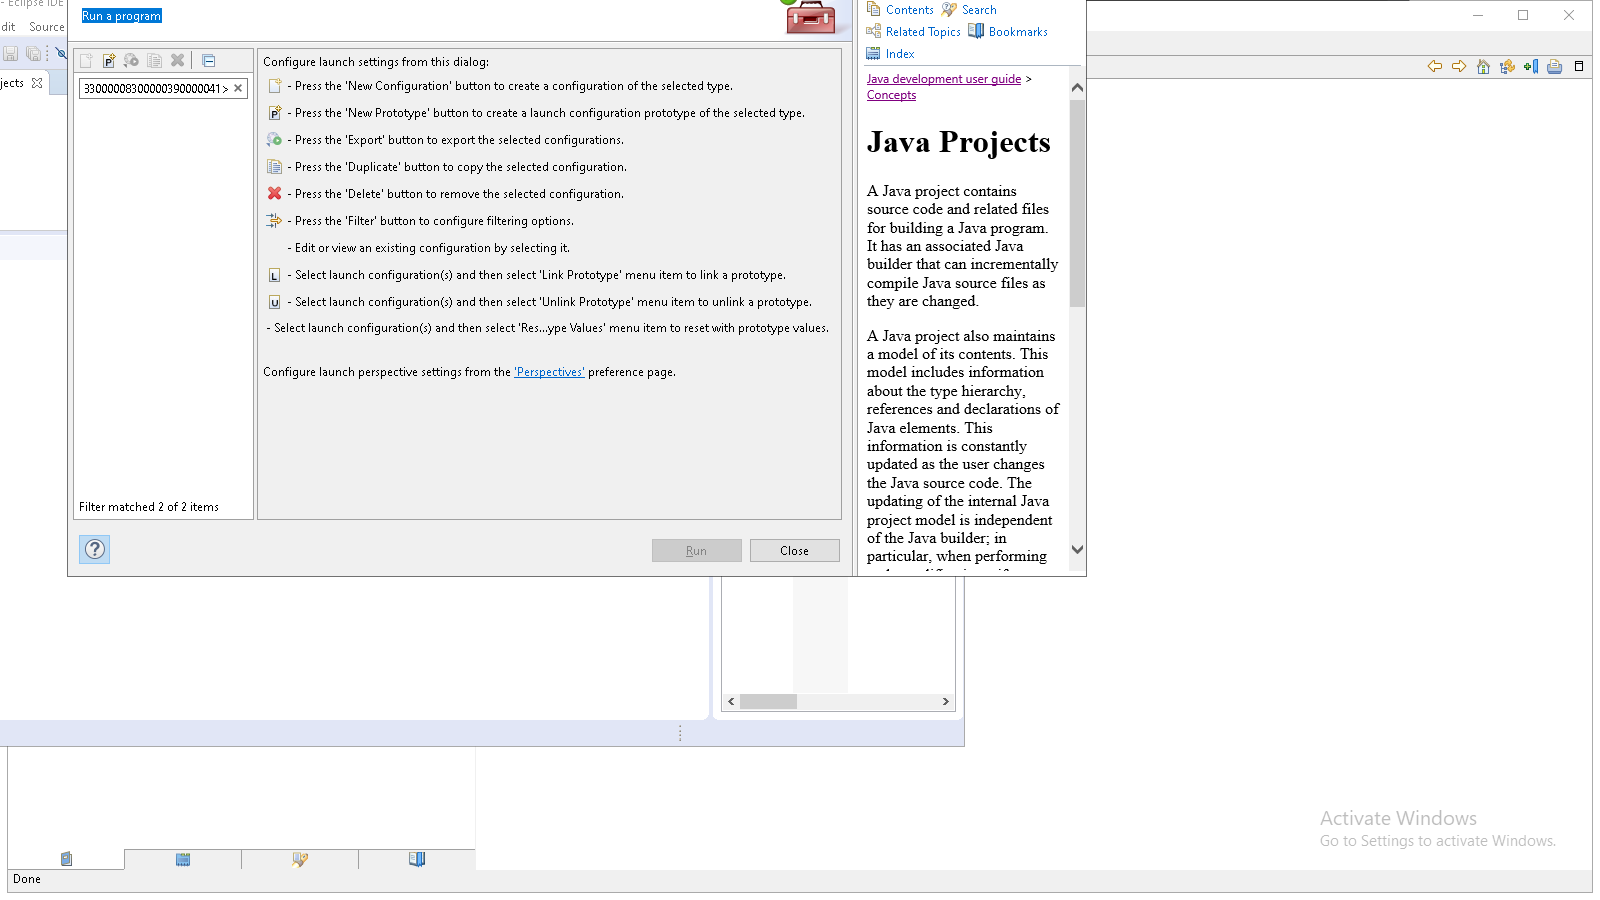 - Eclipse IDE
Run a program
dit
Source
jects
33000008300000390000041>
Filter matched 2 of 2 items
Configure launch settings from this dialog:
- Press the 'New Configuration' button to create a configuration of the selected type.
- Press the 'New Prototype' button to create a launch configuration prototype of the selected type.
- Press the 'Export' button to export the selected configurations.
- Press the 'Duplicate' button to copy the selected configuration.
- Press the 'Delete' button to remove the selected configuration.
- Press the 'Filter' button to configure filtering options.
- Edit or view an existing configuration by selecting it.
L - Select launch configuration(s) and then select 'Link Prototype' menu item to link a prototype.
U - Select launch configuration(s) and then select 'Unlink Prototype' menu item to unlink a prototype.
- Select launch configuration(s) and then select 'Res...ype Values' menu item to reset with prototype values.
Configure launch perspective settings from the 'Perspectives' preference page.
Run
Close
Contents
Search
Related Topics
Bookmarks
Index
Java development user guide >
Concepts
Java Projects
A Java project contains
source code and related files
for building a Java program.
It has an associated Java
builder that can incrementally
compile Java source files as
they are changed.
A Java project also maintains
a model of its contents. This
model includes information
about the type hierarchy,
references and declarations of
Java elements. This
information is constantly
updated as the user changes
the Java source code. The
updating of the internal Java
project model is independent
of the Java builder; in
particular, when performing
Activate Windows
Go to Settings to activate Windows.
Done